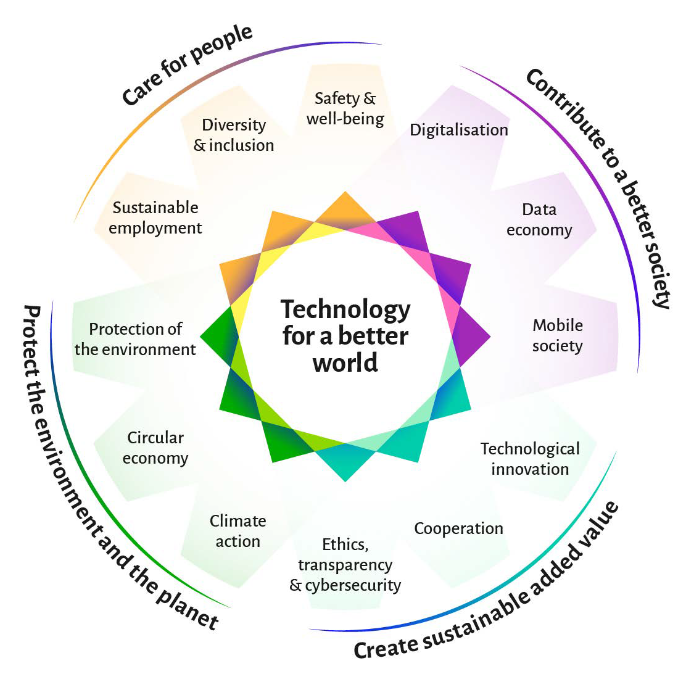 Care for people
Contribute to a better society
Safety &
well-being
Diversity
& inclusion
Digitalisation
Sustainable
employment
Data
economy
Technology
for a better
world
Protection of
the environment
Mobile
society
Circular
economy
Technological
innovation
Climate
action
Cooperation
Ethics,
transparency
& cybersecurity
Protect the environment and the planet
Create sustainable added value